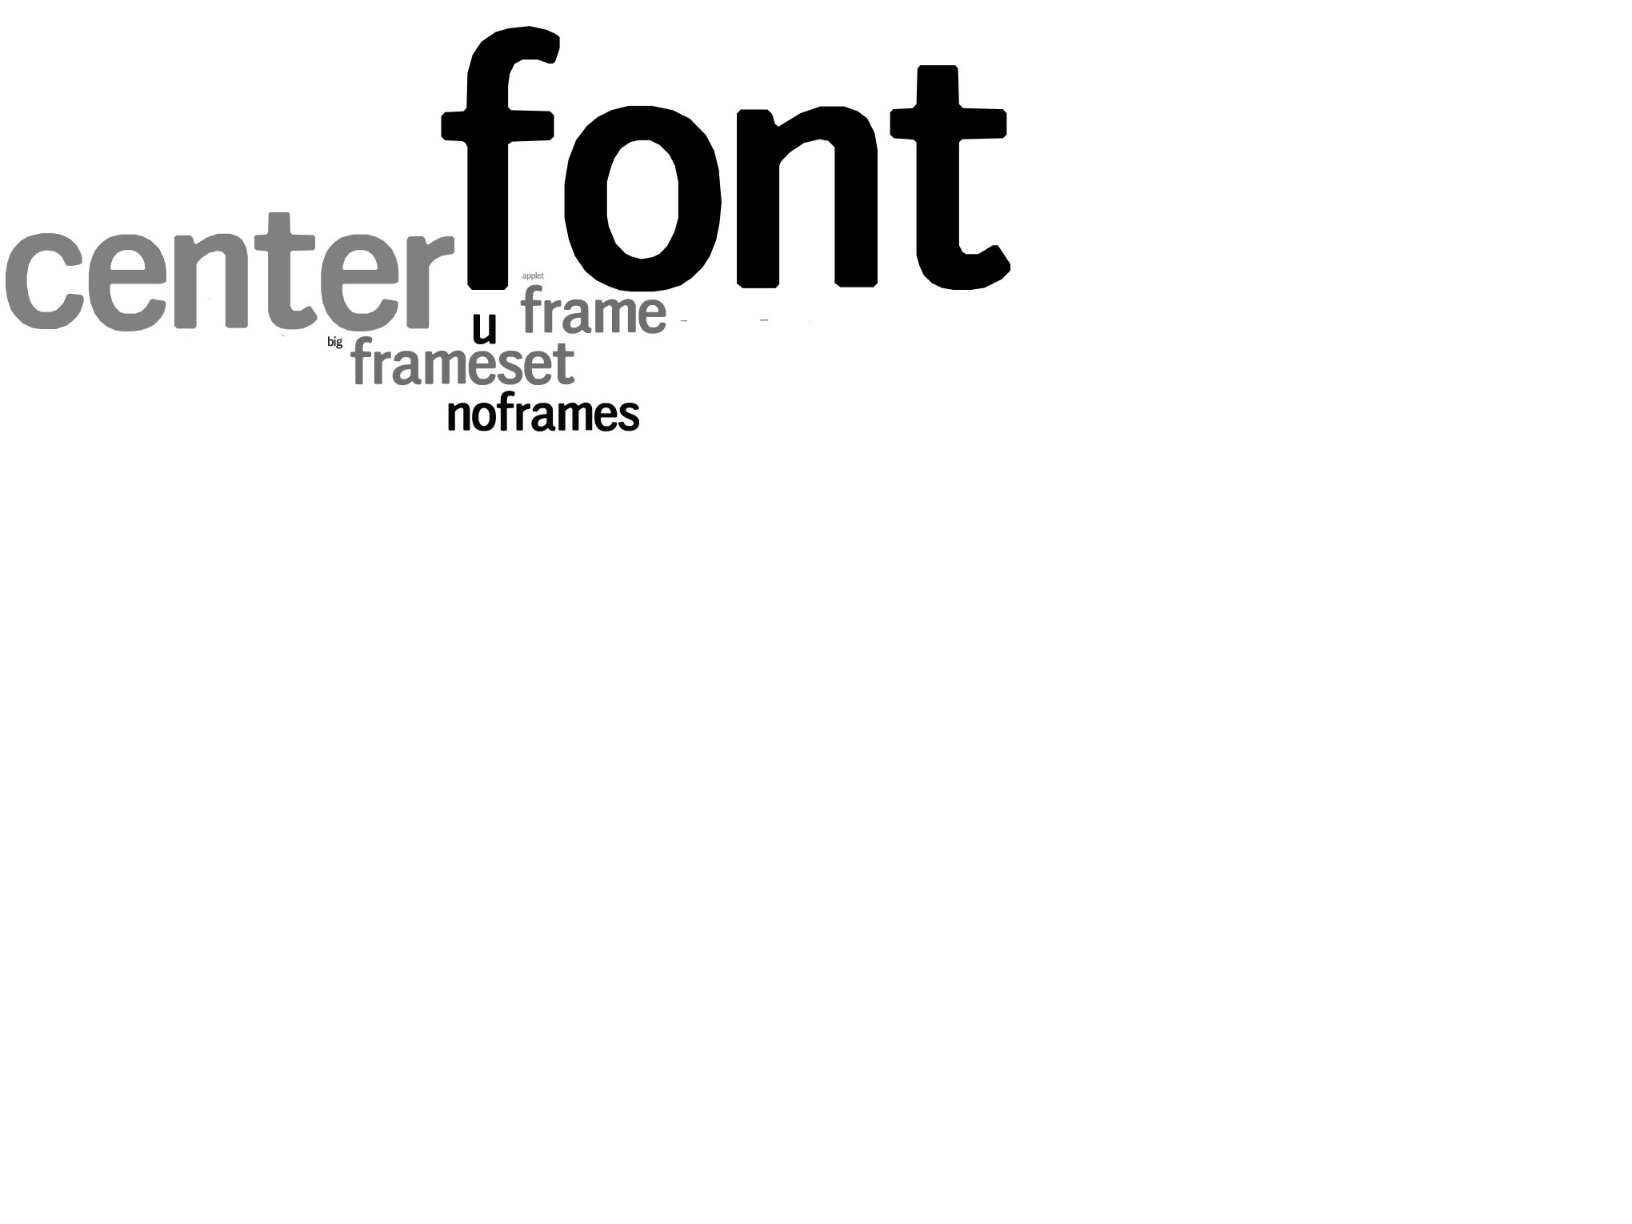 font
center
applet
frame
u
big
frameset
noframes